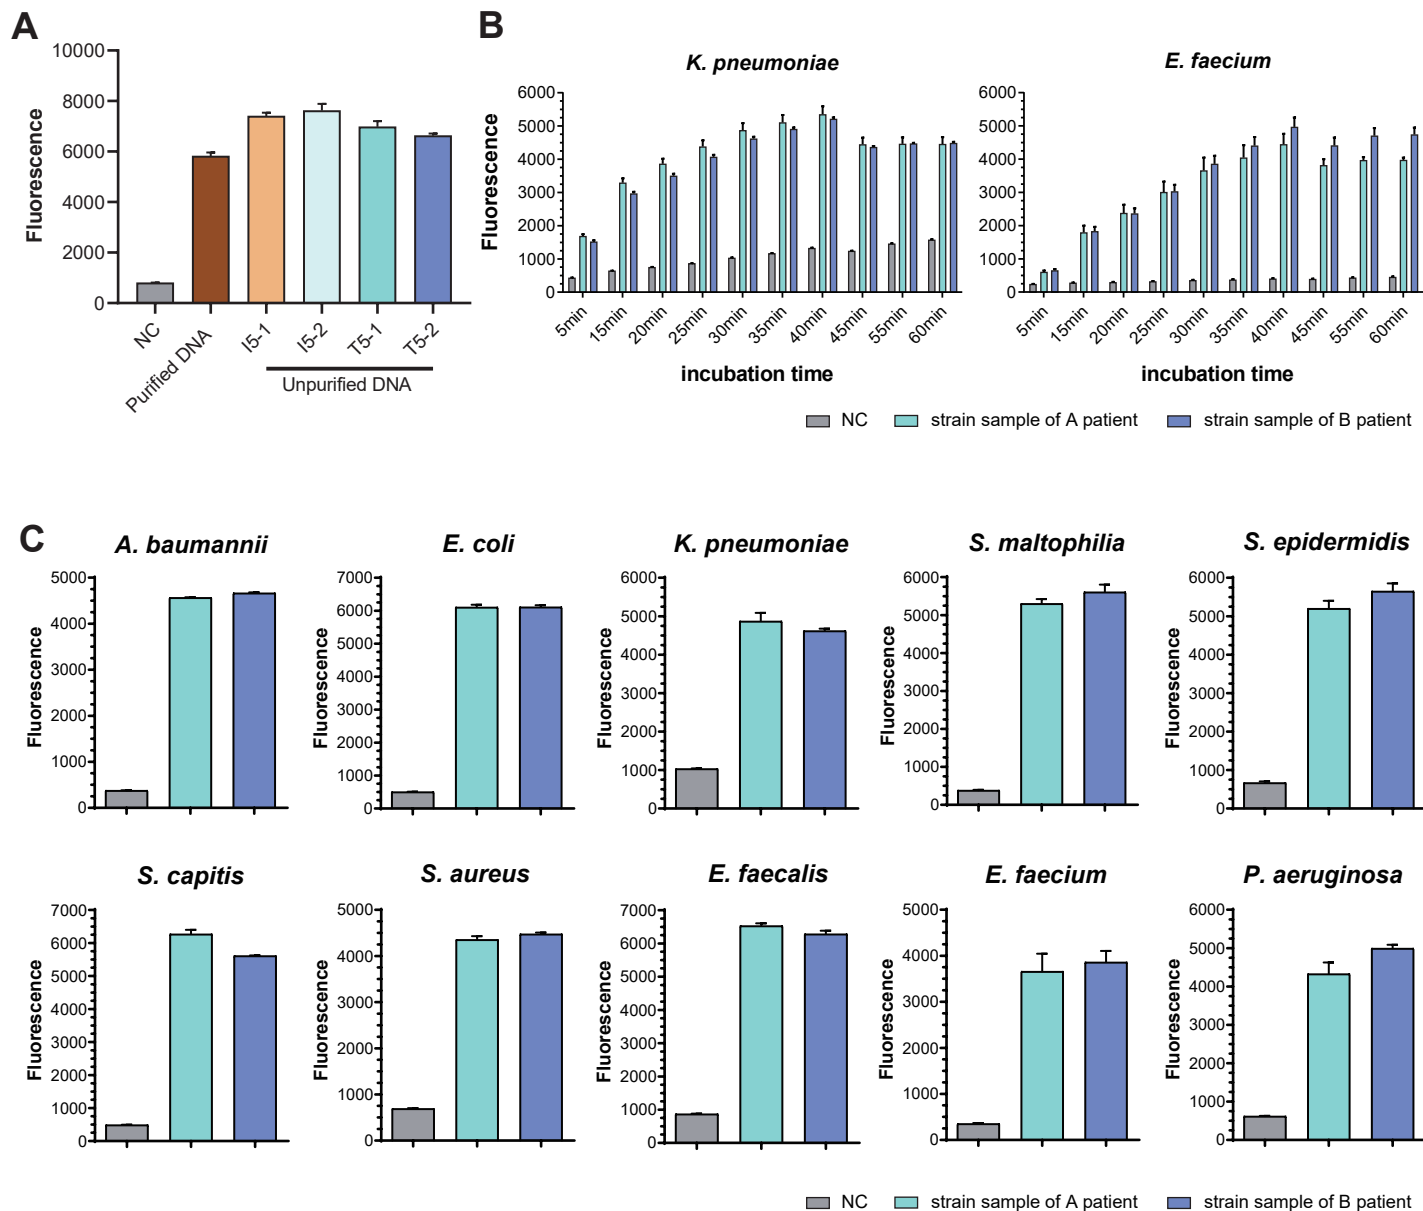 A
10000
8000
6000
4000
2000
0
Fluorescence
NC
Purified DNA
I5-1
I5-2
T5-1
T5-2
Unpurified DNA
B
K. pneumoniae
6000
5000
4000
3000
2000
1000
0
Fluorescence
5min
15min
20min
25min
30min
35min
40min
45min
55min
60min
incubation time
E. faecium
6000
5000
4000
3000
2000
1000
0
5min
15min
20min
25min
30min
35min
40min
45min
55min
60min
incubation time
NC strain sample of A patient strain sample of B patient
C
A. baumannii
5000
4000
3000
2000
1000
0
Fluorescence
E. coli
7000
6000
5000
4000
3000
2000
1000
0
Fluorescence
K. pneumoniae
6000
5000
4000
3000
2000
1000
0
Fluorescence
S. maltophilia
6000
5000
4000
3000
2000
1000
0
Fluorescence
S. epidermidis
6000
5000
4000
3000
2000
1000
0
Fluorescence
S. capitis
7000
6000
5000
4000
3000
2000
1000
0
Fluorescence
S. aureus
5000
4000
3000
2000
1000
0
Fluorescence
E. faecalis
7000
6000
5000
4000
3000
2000
1000
0
Fluorescence
E. faecium
5000
4000
3000
2000
1000
0
Fluorescence
P. aeruginosa
6000
5000
4000
3000
2000
1000
0
Fluorescence
NC strain sample of A patient strain sample of B patient